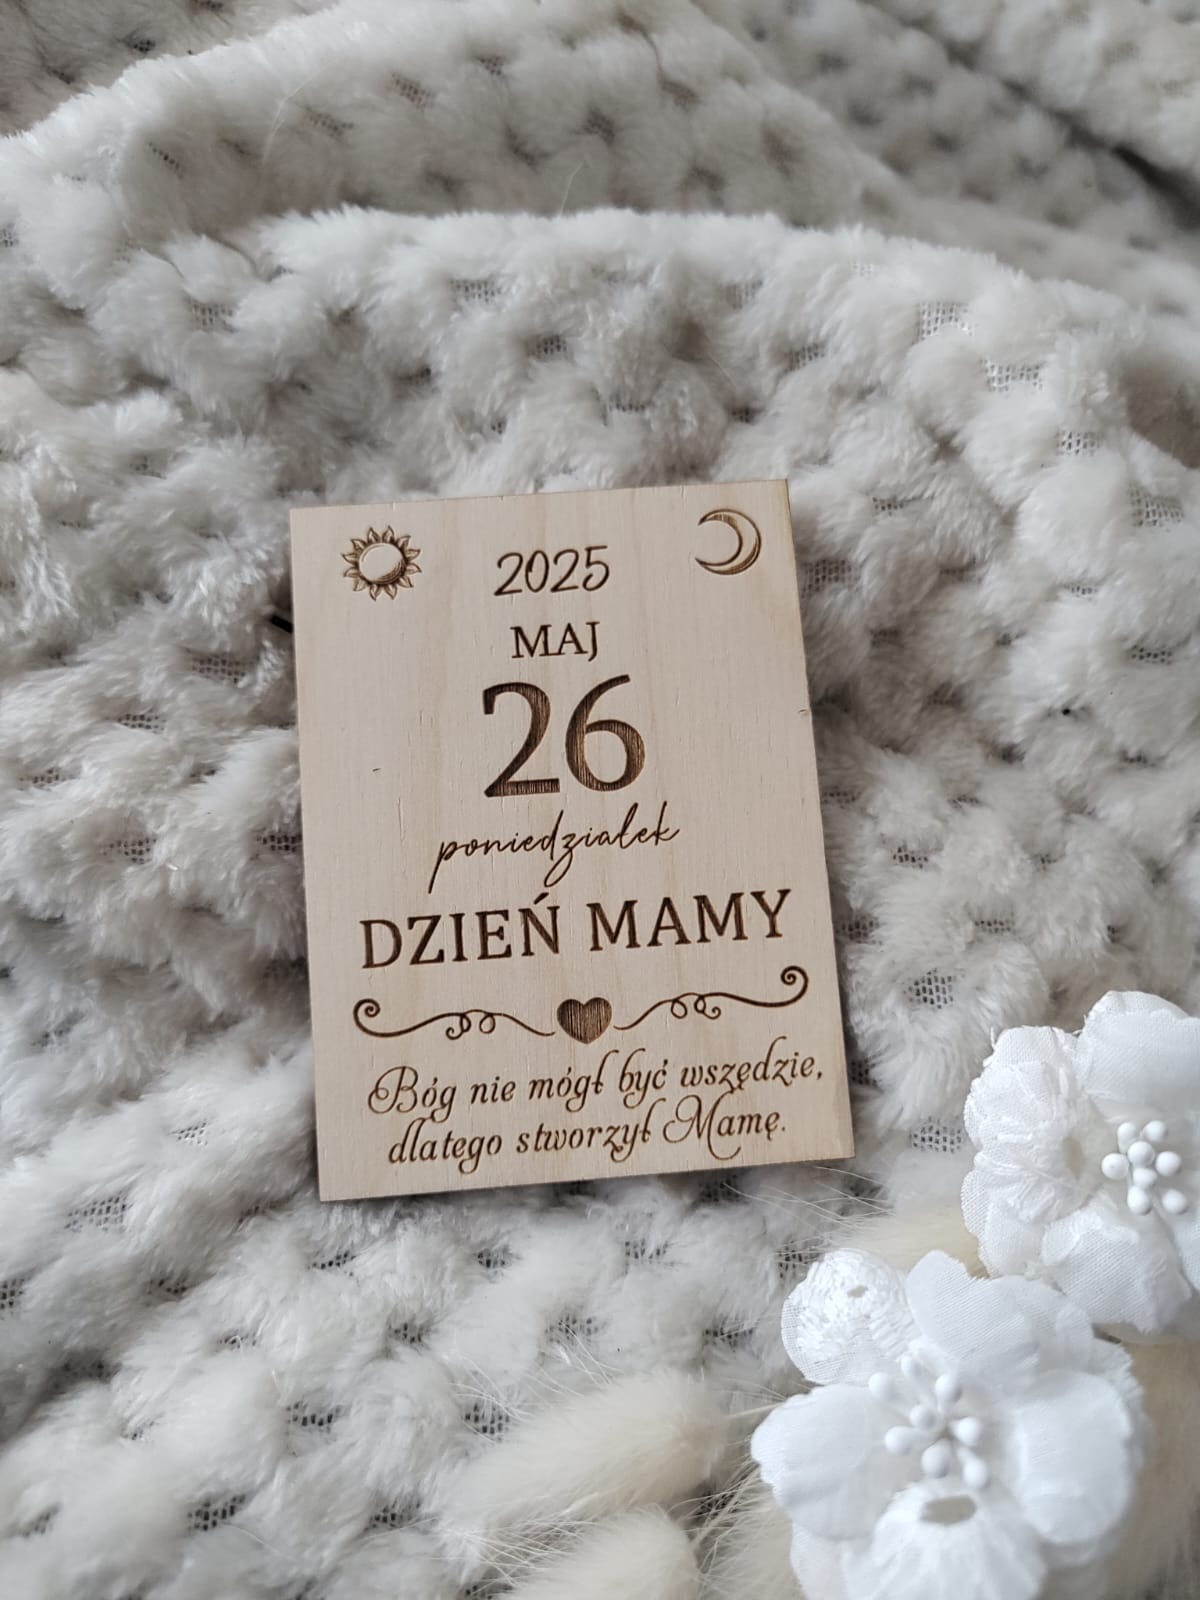 2025
MAJ
26
poniedziałek
DZIEŃ MAMY
Bóg nie mógł być wszędzie,
dlatego stworzył Mamę.